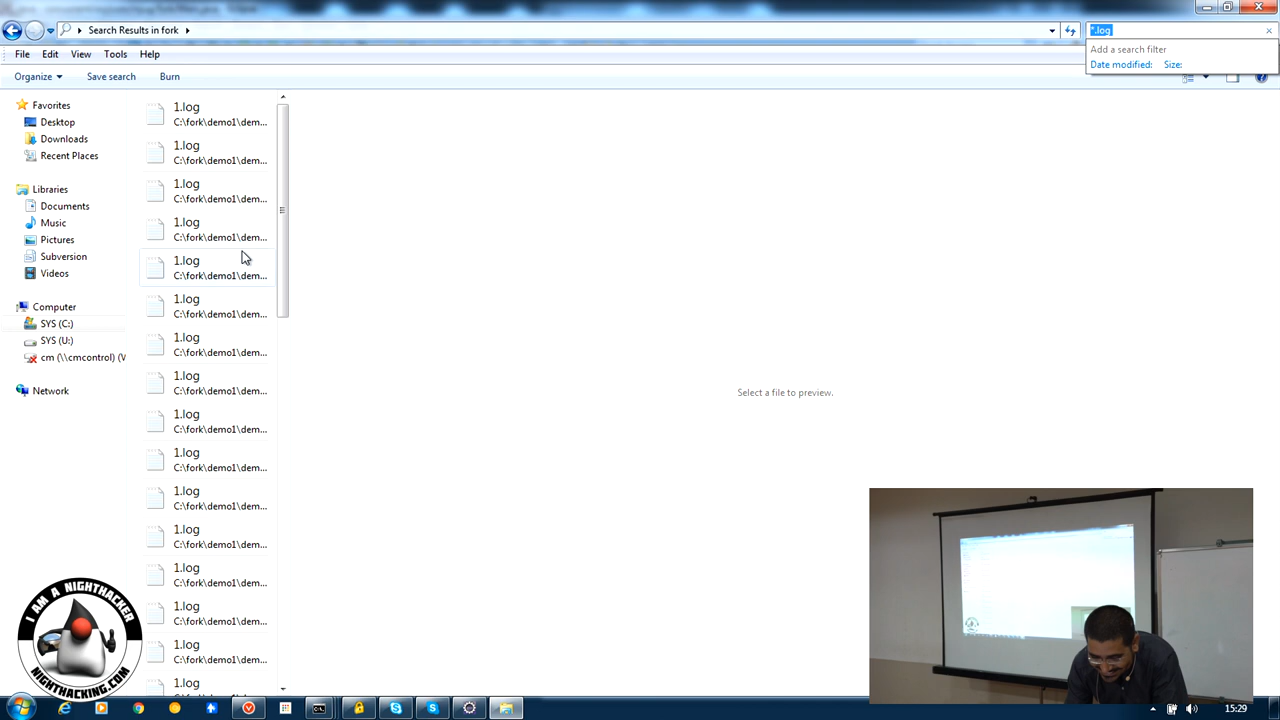 Search Results in fork
*.log
Add a search filter
Date modified: Size:
File Edit View Tools Help
Organize Save search Burn
Favorites
Desktop
Downloads
Recent Places
Libraries
Documents
Music
Pictures
Subversion
Videos
Computer
SYS (C:)
SYS (U:)
cm (\\cmcontrol) (V
Network
1.log
C:\fork\demo1\dem...
1.log
C:\fork\demo1\dem...
1.log
C:\fork\demo1\dem...
1.log
C:\fork\demo1\dem...
1.log
C:\fork\demo1\dem...
1.log
C:\fork\demo1\dem...
1.log
C:\fork\demo1\dem...
1.log
C:\fork\demo1\dem...
1.log
C:\fork\demo1\dem...
1.log
C:\fork\demo1\dem...
1.log
C:\fork\demo1\dem...
1.log
C:\fork\demo1\dem...
1.log
C:\fork\demo1\dem...
1.log
C:\fork\demo1\dem...
1.log
C:\fork\demo1\dem...
1.log
Select a file to preview.
I AM A NIGHTHACKER
NIGHTHACKING.COM
15:29